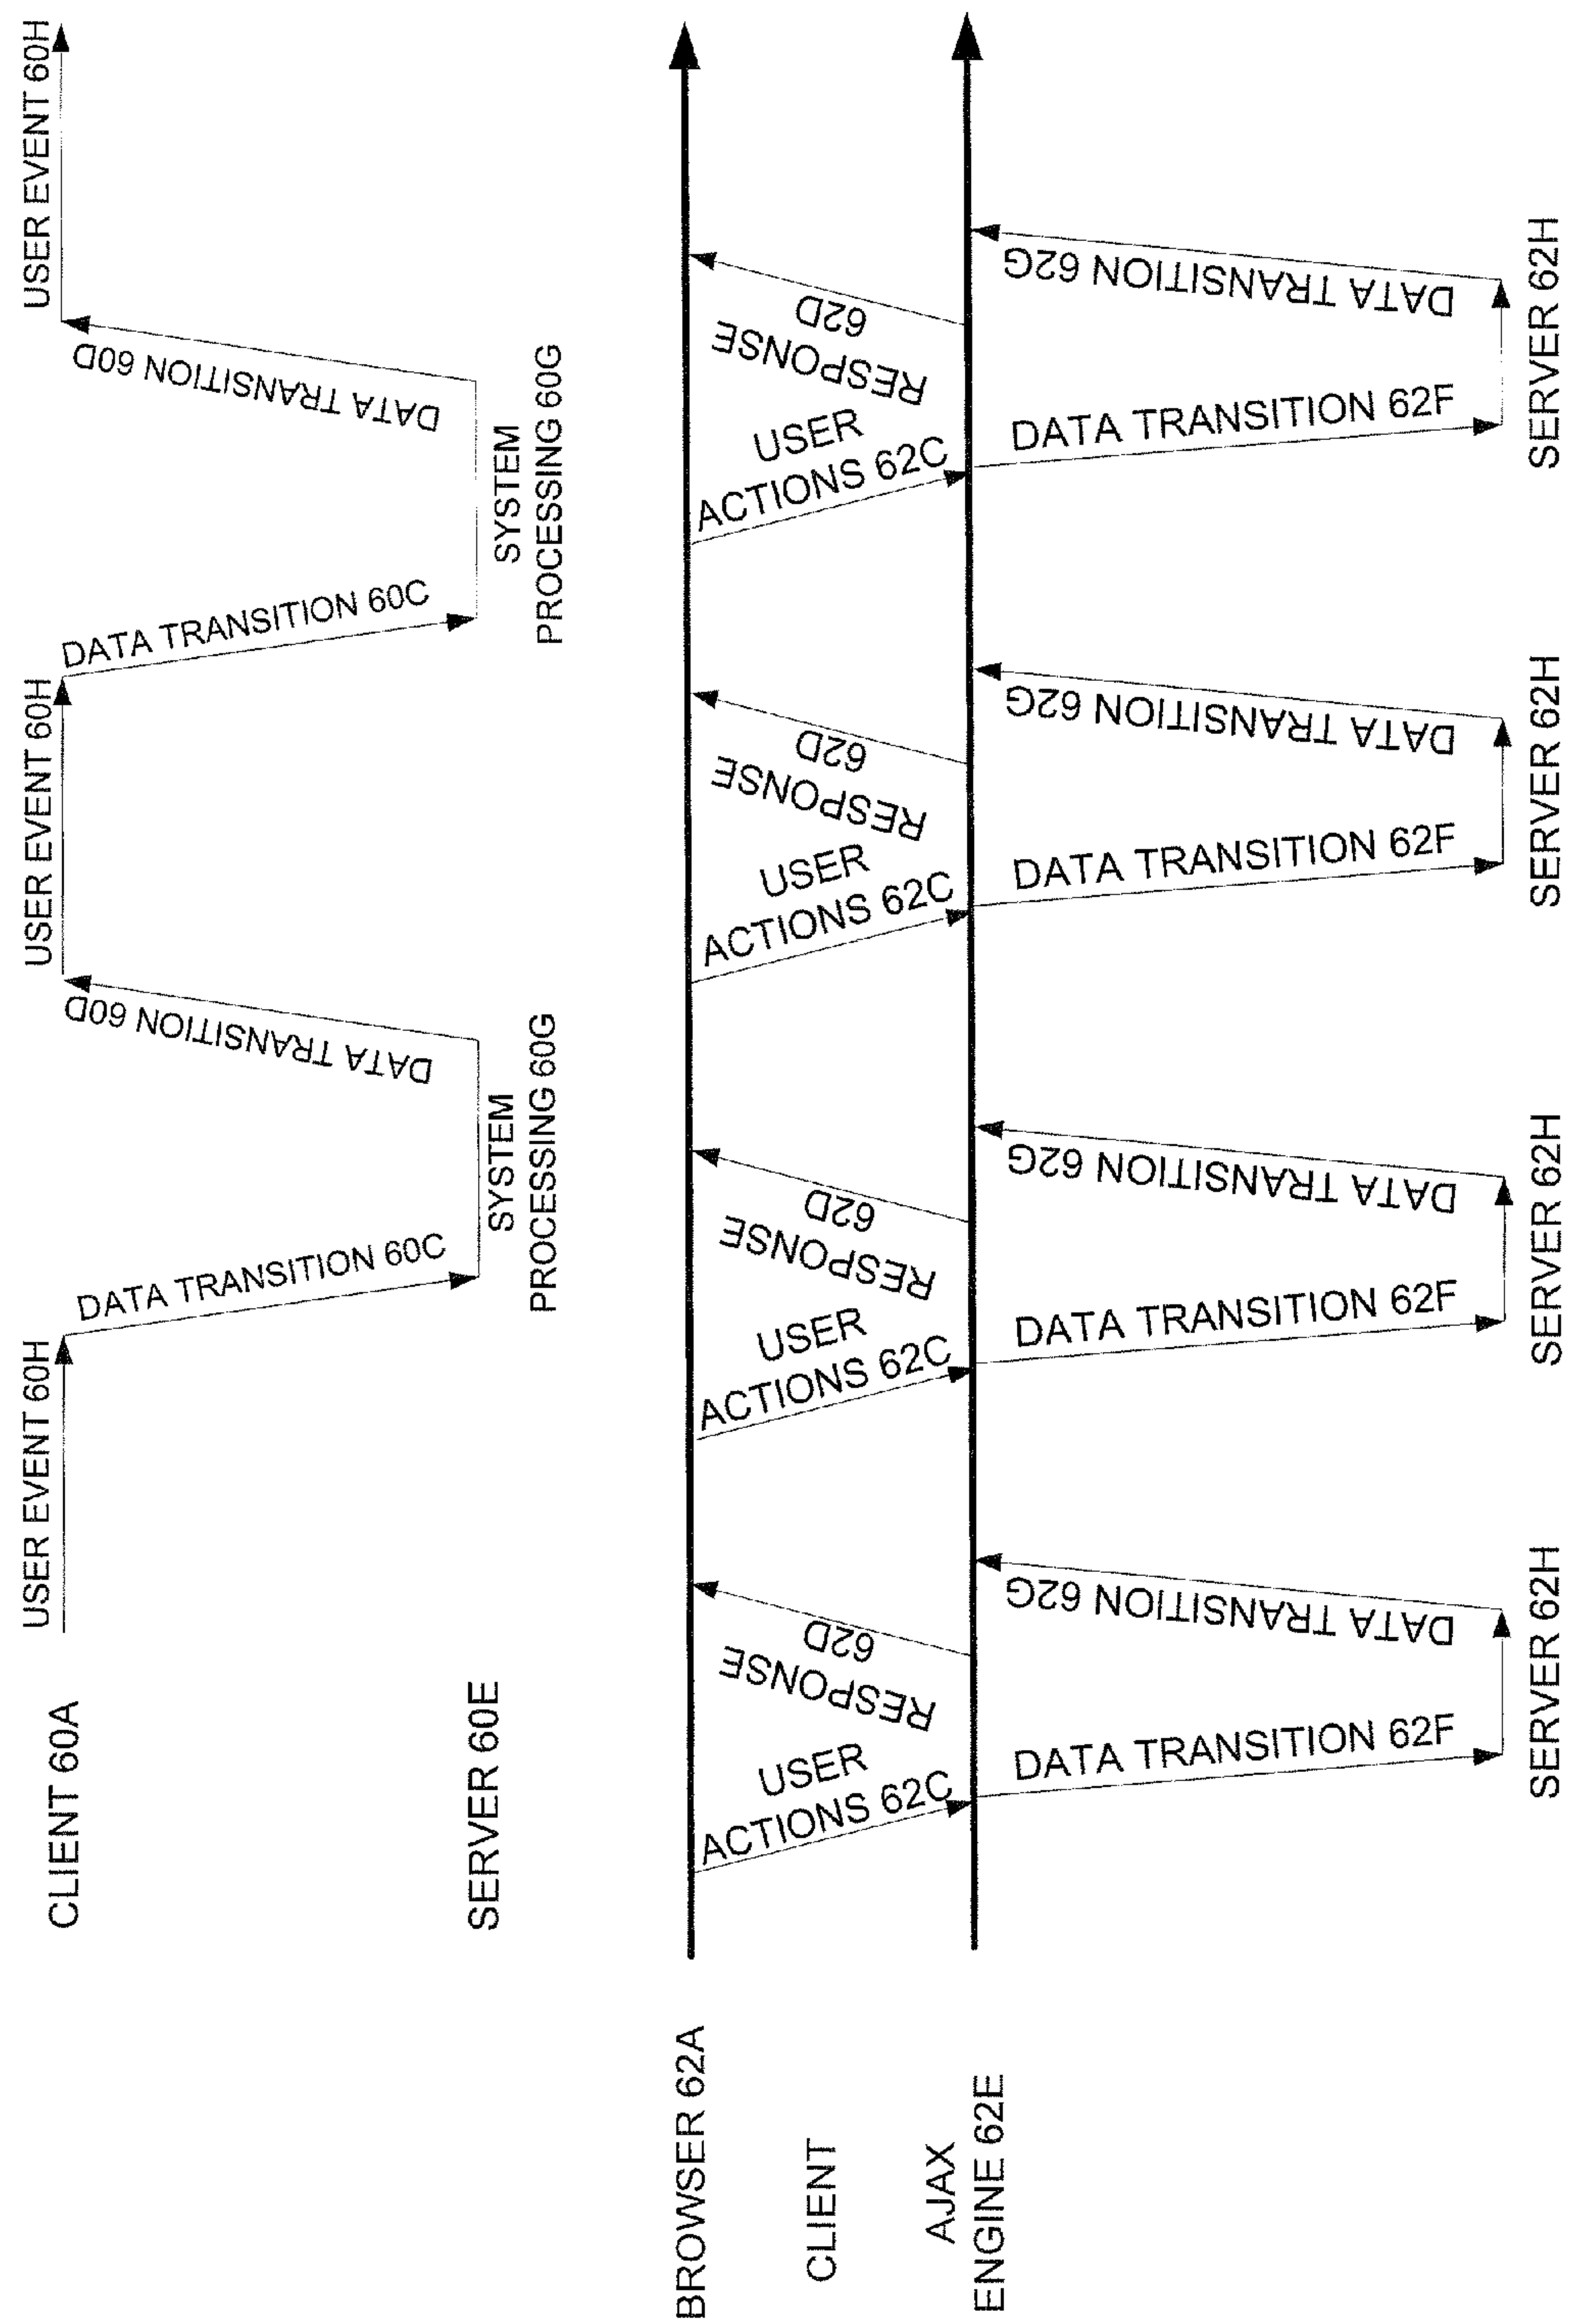 CLIENT 60A
USER EVENT 60H
USER EVENT 60H
USER EVENT 60H
DATA TRANSITION 60C
DATA TRANSITION 60D
DATA TRANSITION 60C
DATA TRANSITION 60D
SERVER 60E
SYSTEM
PROCESSING 60G
SYSTEM
PROCESSING 60G
BROWSER 62A
CLIENT
USER
ACTIONS 62C
RESPONSE
62D
USER
ACTIONS 62C
RESPONSE
62D
USER
ACTIONS 62C
RESPONSE
62D
USER
ACTIONS 62C
RESPONSE
62D
AJAX
ENGINE 62E
DATA TRANSITION 62F
DATA TRANSITION 62G
DATA TRANSITION 62F
DATA TRANSITION 62G
DATA TRANSITION 62F
DATA TRANSITION 62G
DATA TRANSITION 62F
DATA TRANSITION 62G
SERVER 62H
SERVER 62H
SERVER 62H
SERVER 62H